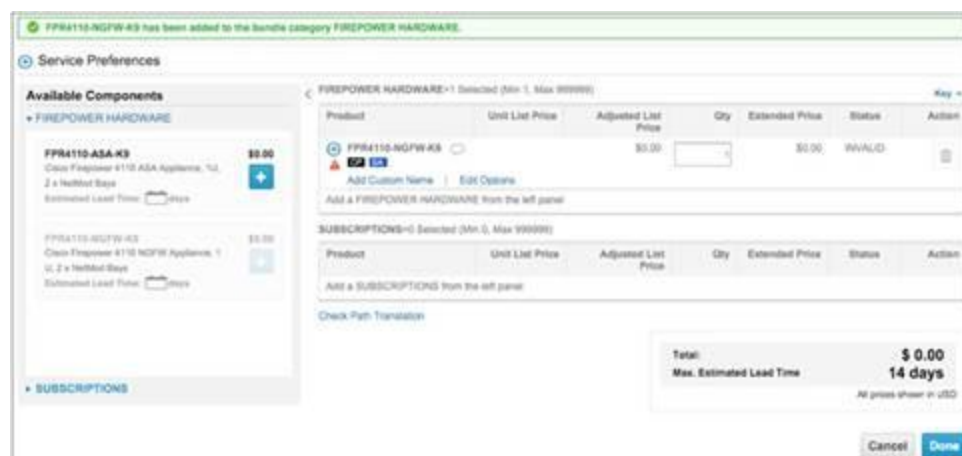 FPR4110-NGFW-K9 has been added to the bundle category FIREPOWER HARDWARE.
Service Preferences
Available Components
FIREPOWER HARDWARE
FPR4110-ASA-K9 $0.00
Cisco Firepower 4110 ASA Appliance, 1U,
2 x NetMod Bays
Estimated Lead Time: days
FPR4110-NGFW-K9 $0.00
Cisco Firepower 4110 NGFW Appliance, 1
U, 2 x NetMod Bays
Estimated Lead Time: days
SUBSCRIPTIONS
FIREPOWER HARDWARE-1 Selected (Min 1, Max 999999)
Key
Product Unit List Price Adjusted List Price Qty Extended Price Status Action
FPR4110-NGFW-K9 $0.00 1 $0.00 INVALID
CP
Add Custom Name | Edit Options
Add a FIREPOWER HARDWARE from the left panel
SUBSCRIPTIONS-0 Selected (Min 0, Max 999999)
Product Unit List Price Adjusted List Price Qty Extended Price Status Action
Add a SUBSCRIPTIONS from the left panel
Check Path Translation
Total: $ 0.00
Max. Estimated Lead Time 14 days
All prices shown in USD
Cancel Done